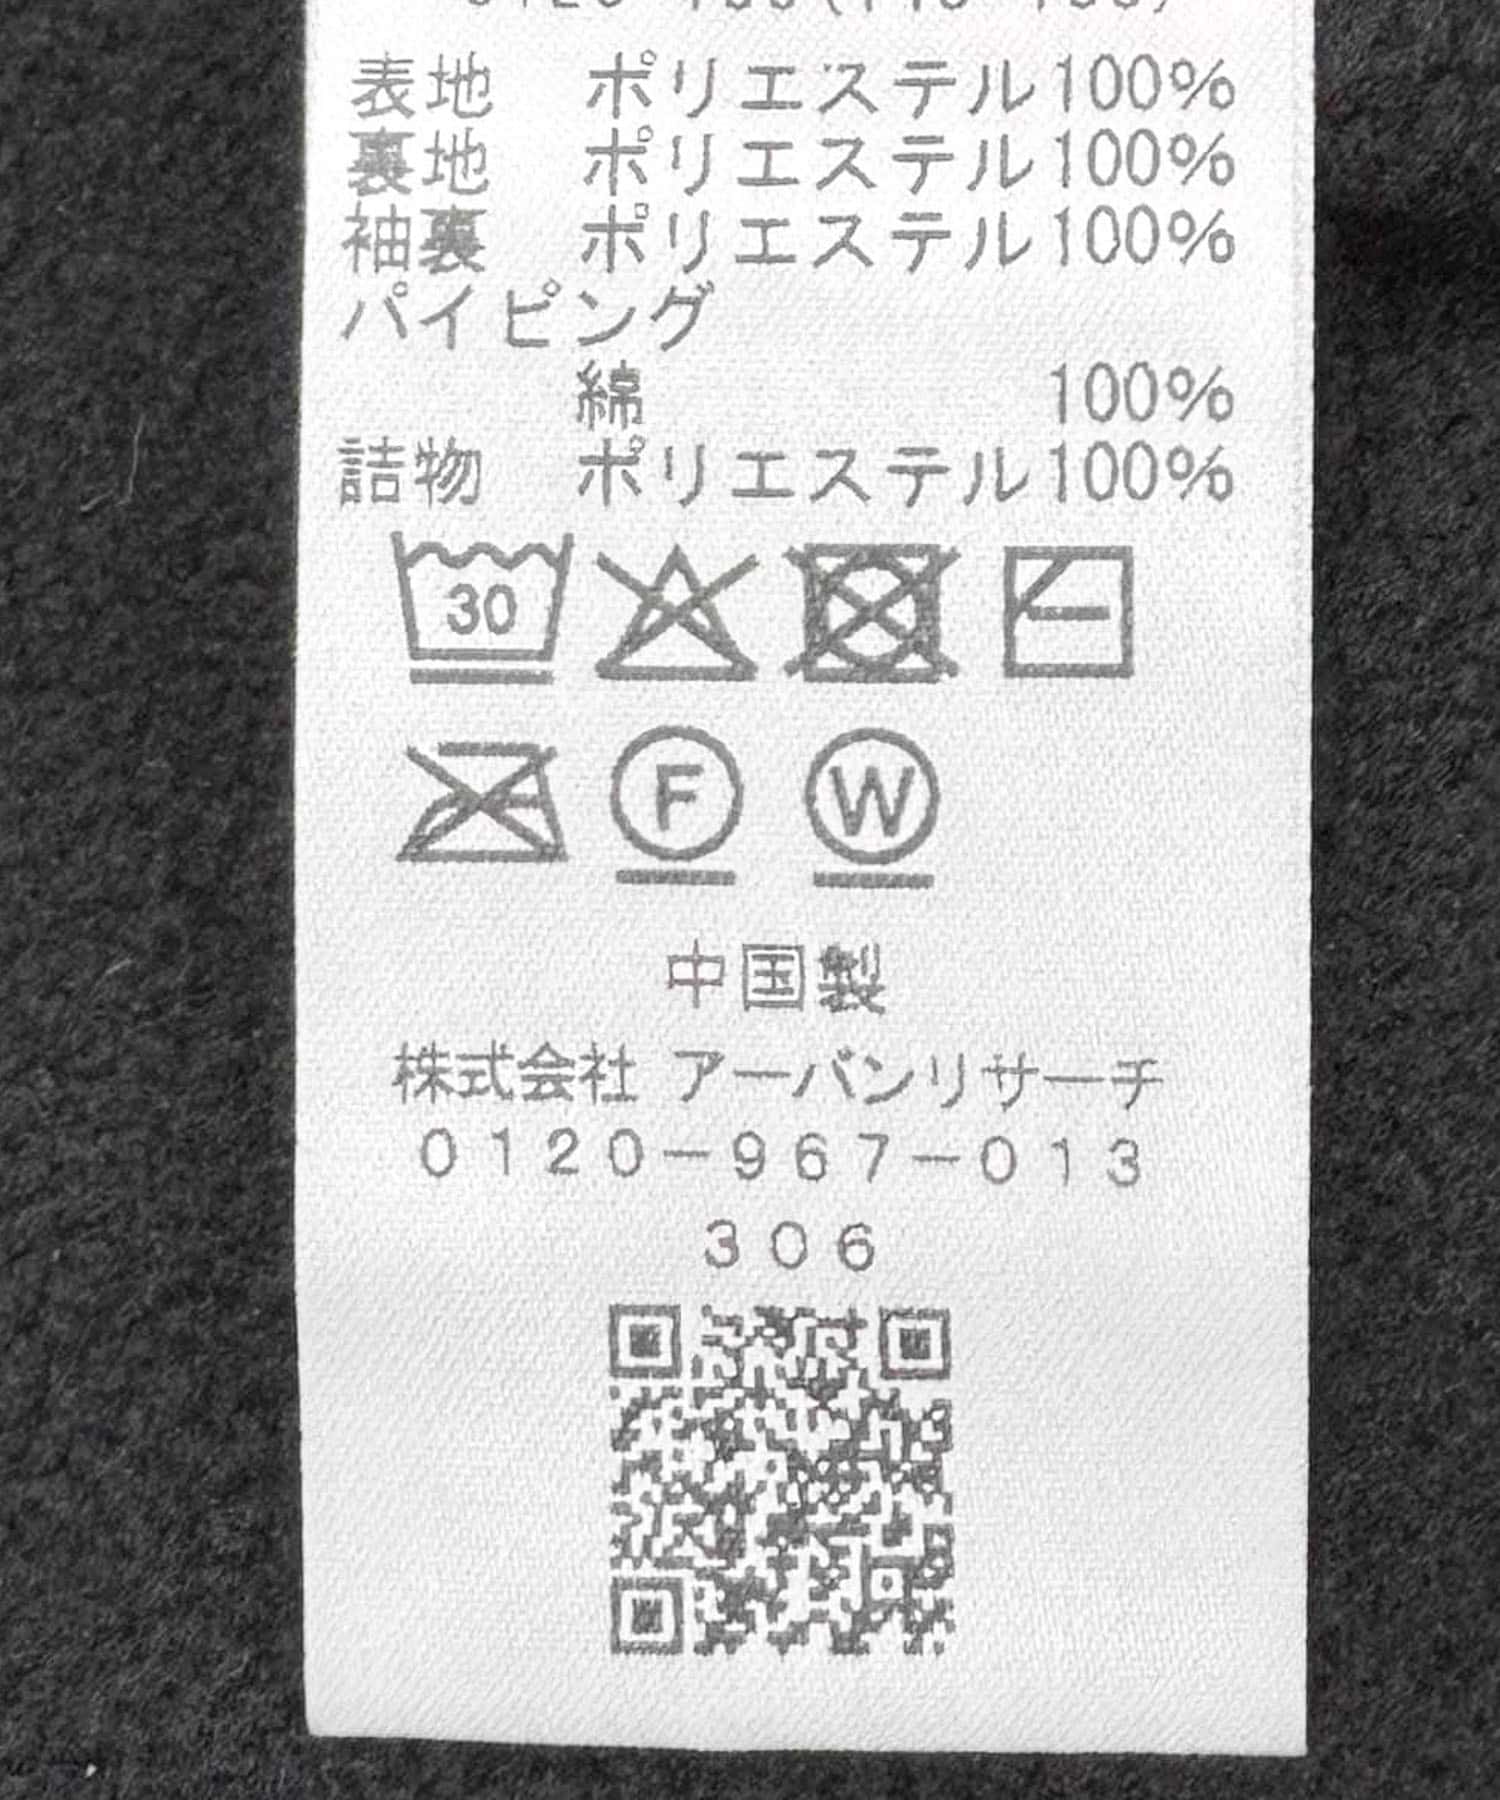 表地 ポリエステル100%
裏地 ポリエステル100%
袖裏 ポリエステル100%
パイピング
綿 100%
詰物 ポリエステル100%
30
F W
中国製
株式会社 アーバンリサーチ
0120-967-013
306